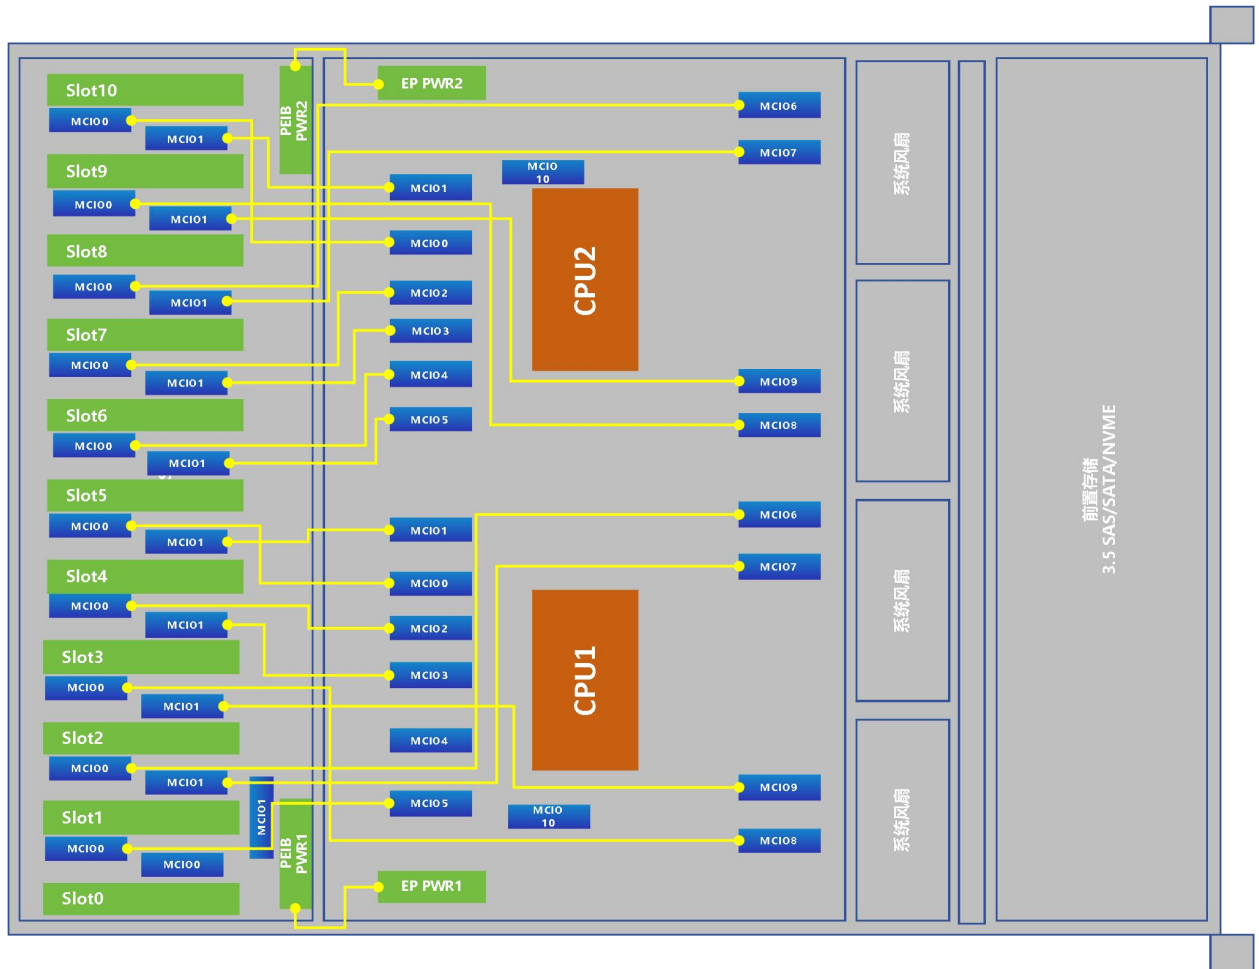 Slot10
MCIO0
MCIO1
Slot9
MCIO0
MCIO1
Slot8
MCIO0
MCIO1
Slot7
MCIO0
MCIO1
Slot6
MCIO0
MCIO1
Slot5
MCIO0
MCIO1
Slot4
MCIO0
MCIO1
Slot3
MCIO0
MCIO1
Slot2
MCIO0
MCIO1
Slot1
MCIO0
MCIO0
MCIO1
Slot0
PEIB
PWR2
PEIB
PWR1
EP PWR2
MCIO1
MCIO0
MCIO2
MCIO3
MCIO4
MCIO5
MCIO1
MCIO0
MCIO2
MCIO3
MCIO4
MCIO5
EP PWR1
MCIO
10
CPU2
CPU1
MCIO
10
MCIO6
MCIO7
MCIO9
MCIO8
MCIO6
MCIO7
MCIO9
MCIO8
系统风扇
系统风扇
系统风扇
系统风扇
前置存储
3.5 SAS/SATA/NVME